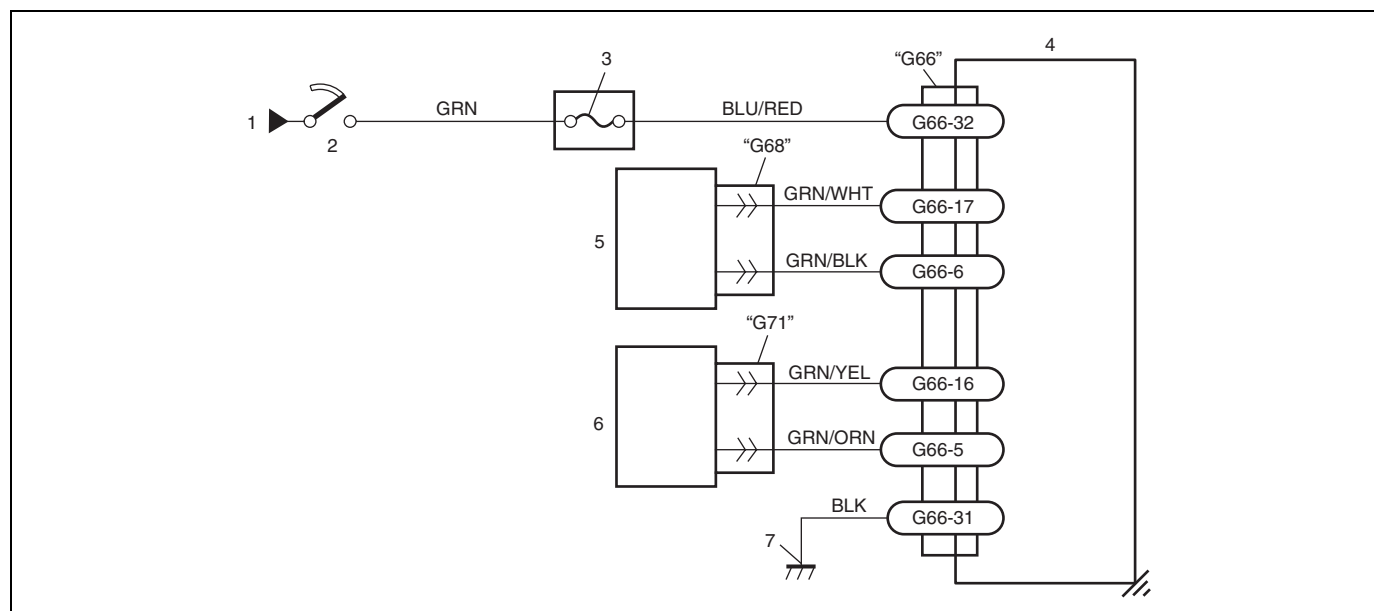 4
“G66”
3
GRN
BLU/RED
G66-32
1
2
“G68”
GRN/WHT
G66-17
5
GRN/BLK
G66-6
“G71”
GRN/YEL
G66-16
6
GRN/ORN
G66-5
BLK
G66-31
7